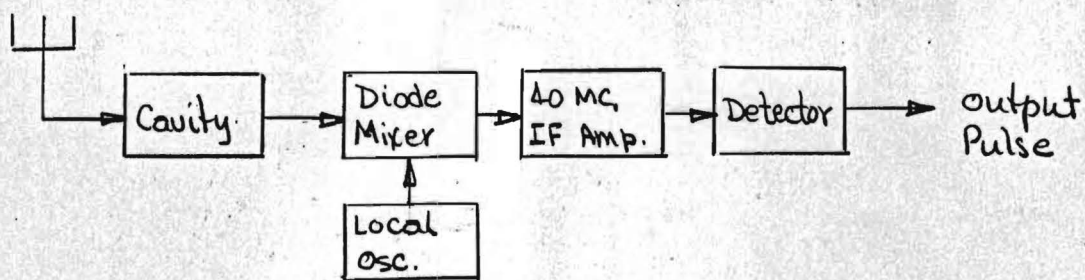 Cavity.
Diode
Mixer
40 MC
IF Amp.
Detector
output
Pulse
Local
Osc.